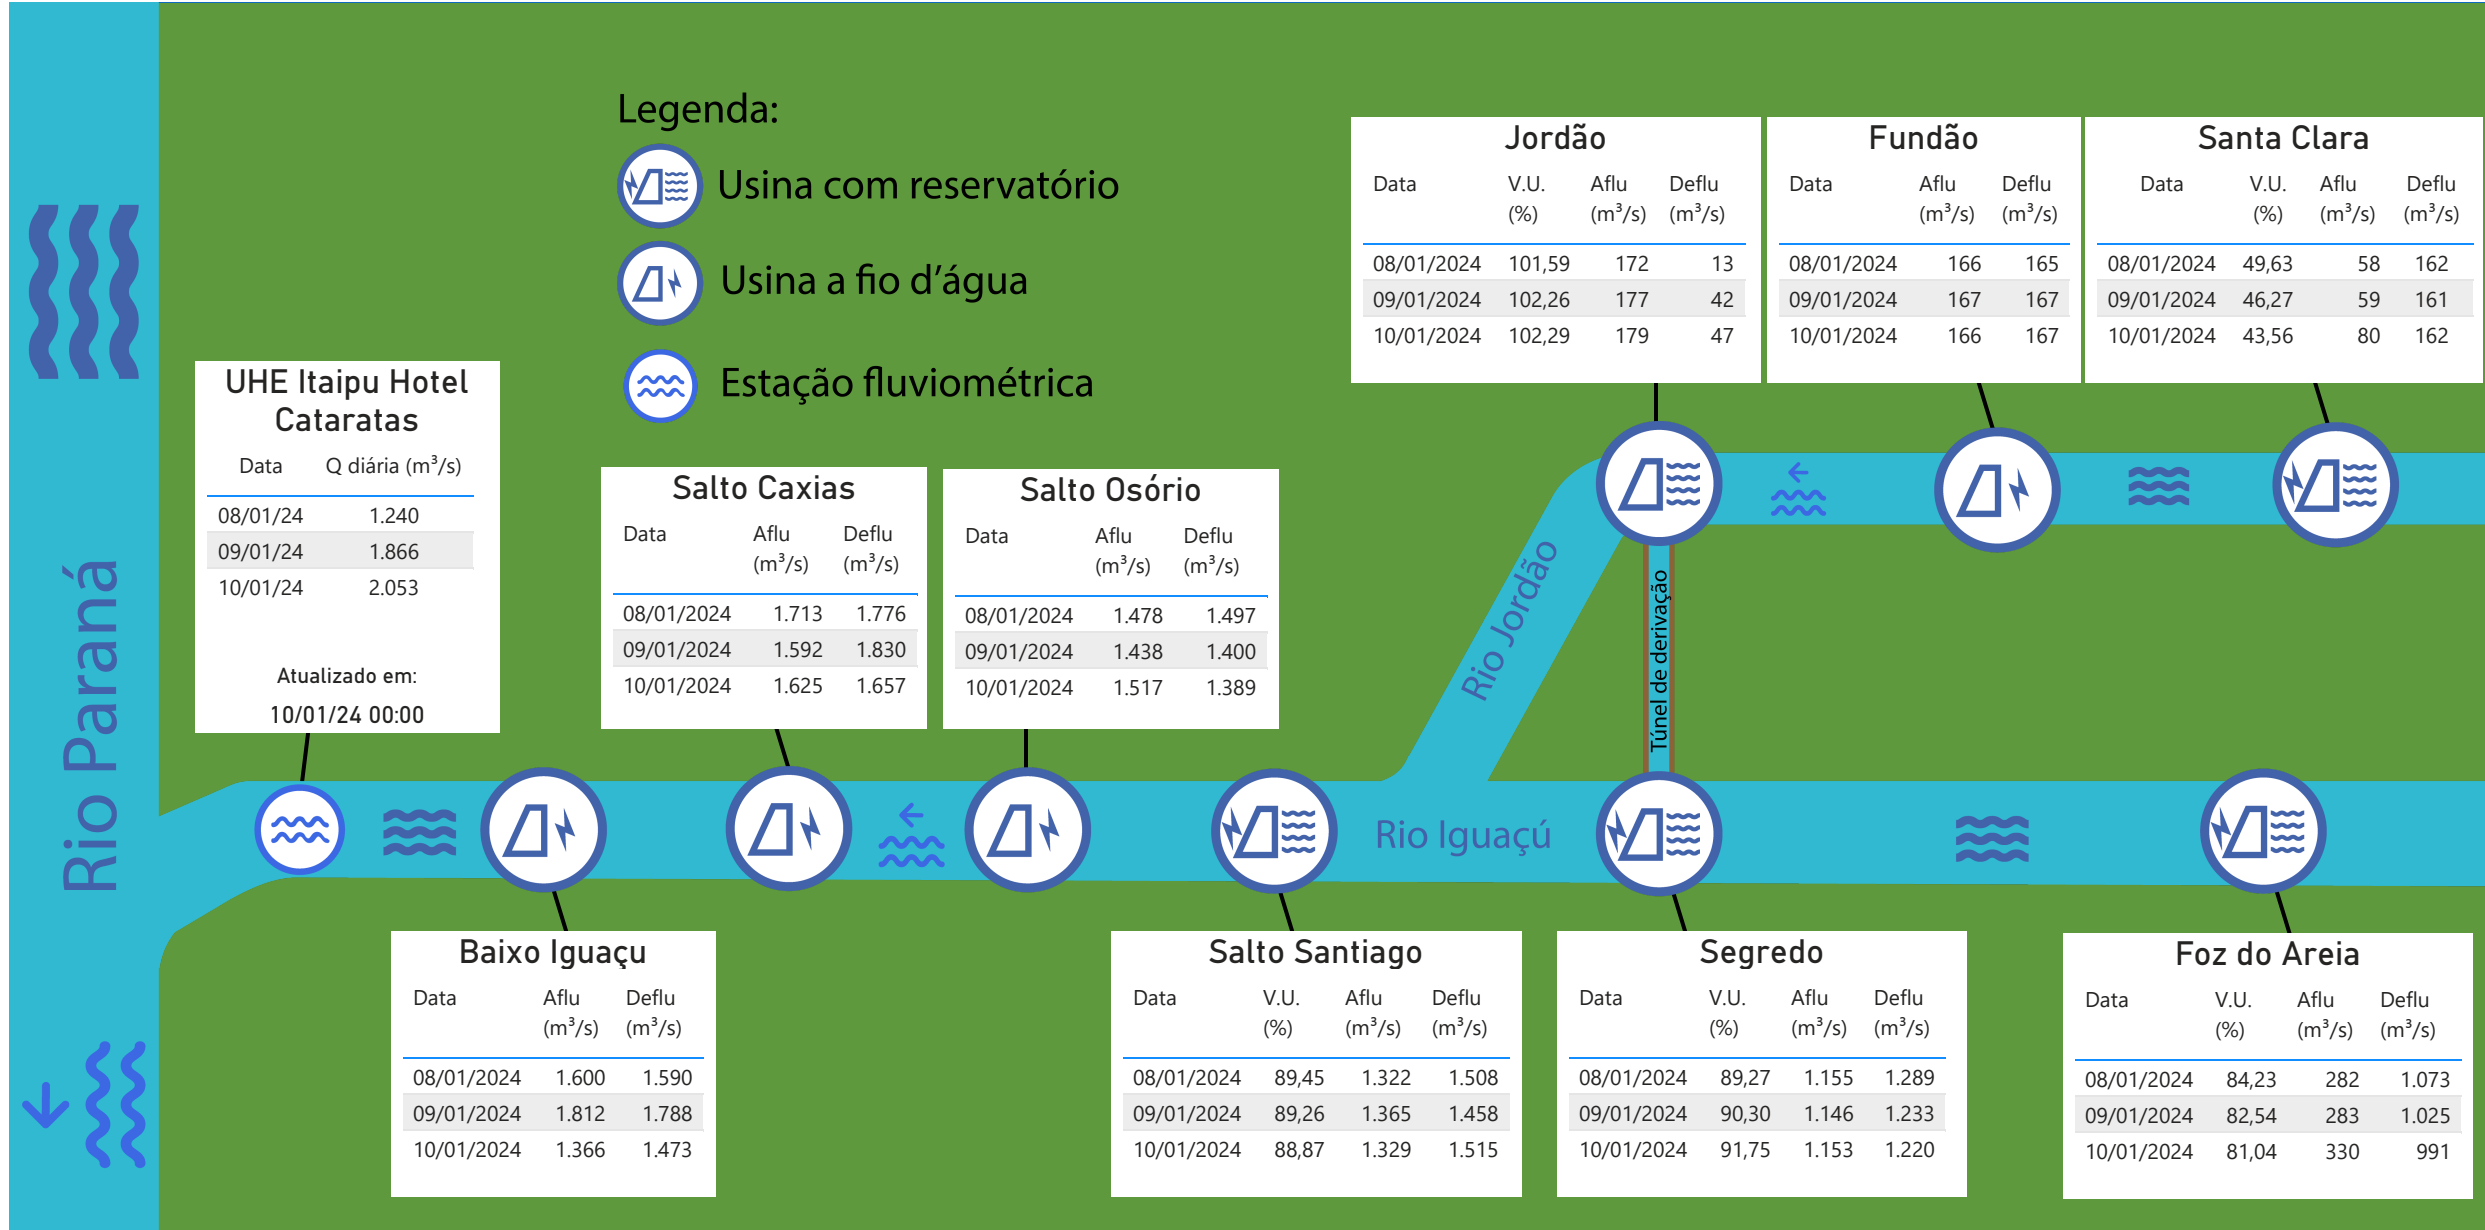 Legenda:
Usina com reservatório
Usina a fio d'água
Estação fluviométrica
Jordão
Data V.U. (%) Aflu (m³/s) Deflu (m³/s)
08/01/2024 101,59 172 13
09/01/2024 102,26 177 42
10/01/2024 102,29 179 47
Fundão
Data Aflu (m³/s) Deflu (m³/s)
08/01/2024 166 165
09/01/2024 167 167
10/01/2024 166 167
Santa Clara
Data V.U. (%) Aflu (m³/s) Deflu (m³/s)
08/01/2024 49,63 58 162
09/01/2024 46,27 59 161
10/01/2024 43,56 80 162
UHE Itaipu Hotel
Cataratas
Data Q diária (m³/s)
08/01/24 1.240
09/01/24 1.866
10/01/24 2.053
Atualizado em:
10/01/24 00:00
Salto Caxias
Data Aflu (m³/s) Deflu (m³/s)
08/01/2024 1.713 1.776
09/01/2024 1.592 1.830
10/01/2024 1.625 1.657
Salto Osório
Data Aflu (m³/s) Deflu (m³/s)
08/01/2024 1.478 1.497
09/01/2024 1.438 1.400
10/01/2024 1.517 1.389
Rio Paraná
Rio Jordão
Túnel de derivação
Rio Iguaçú
Baixo Iguaçu
Data Aflu (m³/s) Deflu (m³/s)
08/01/2024 1.600 1.590
09/01/2024 1.812 1.788
10/01/2024 1.366 1.473
Salto Santiago
Data V.U. (%) Aflu (m³/s) Deflu (m³/s)
08/01/2024 89,45 1.322 1.508
09/01/2024 89,26 1.365 1.458
10/01/2024 88,87 1.329 1.515
Segredo
Data V.U. (%) Aflu (m³/s) Deflu (m³/s)
08/01/2024 89,27 1.155 1.289
09/01/2024 90,30 1.146 1.233
10/01/2024 91,75 1.153 1.220
Foz do Areia
Data V.U. (%) Aflu (m³/s) Deflu (m³/s)
08/01/2024 84,23 282 1.073
09/01/2024 82,54 283 1.025
10/01/2024 81,04 330 991